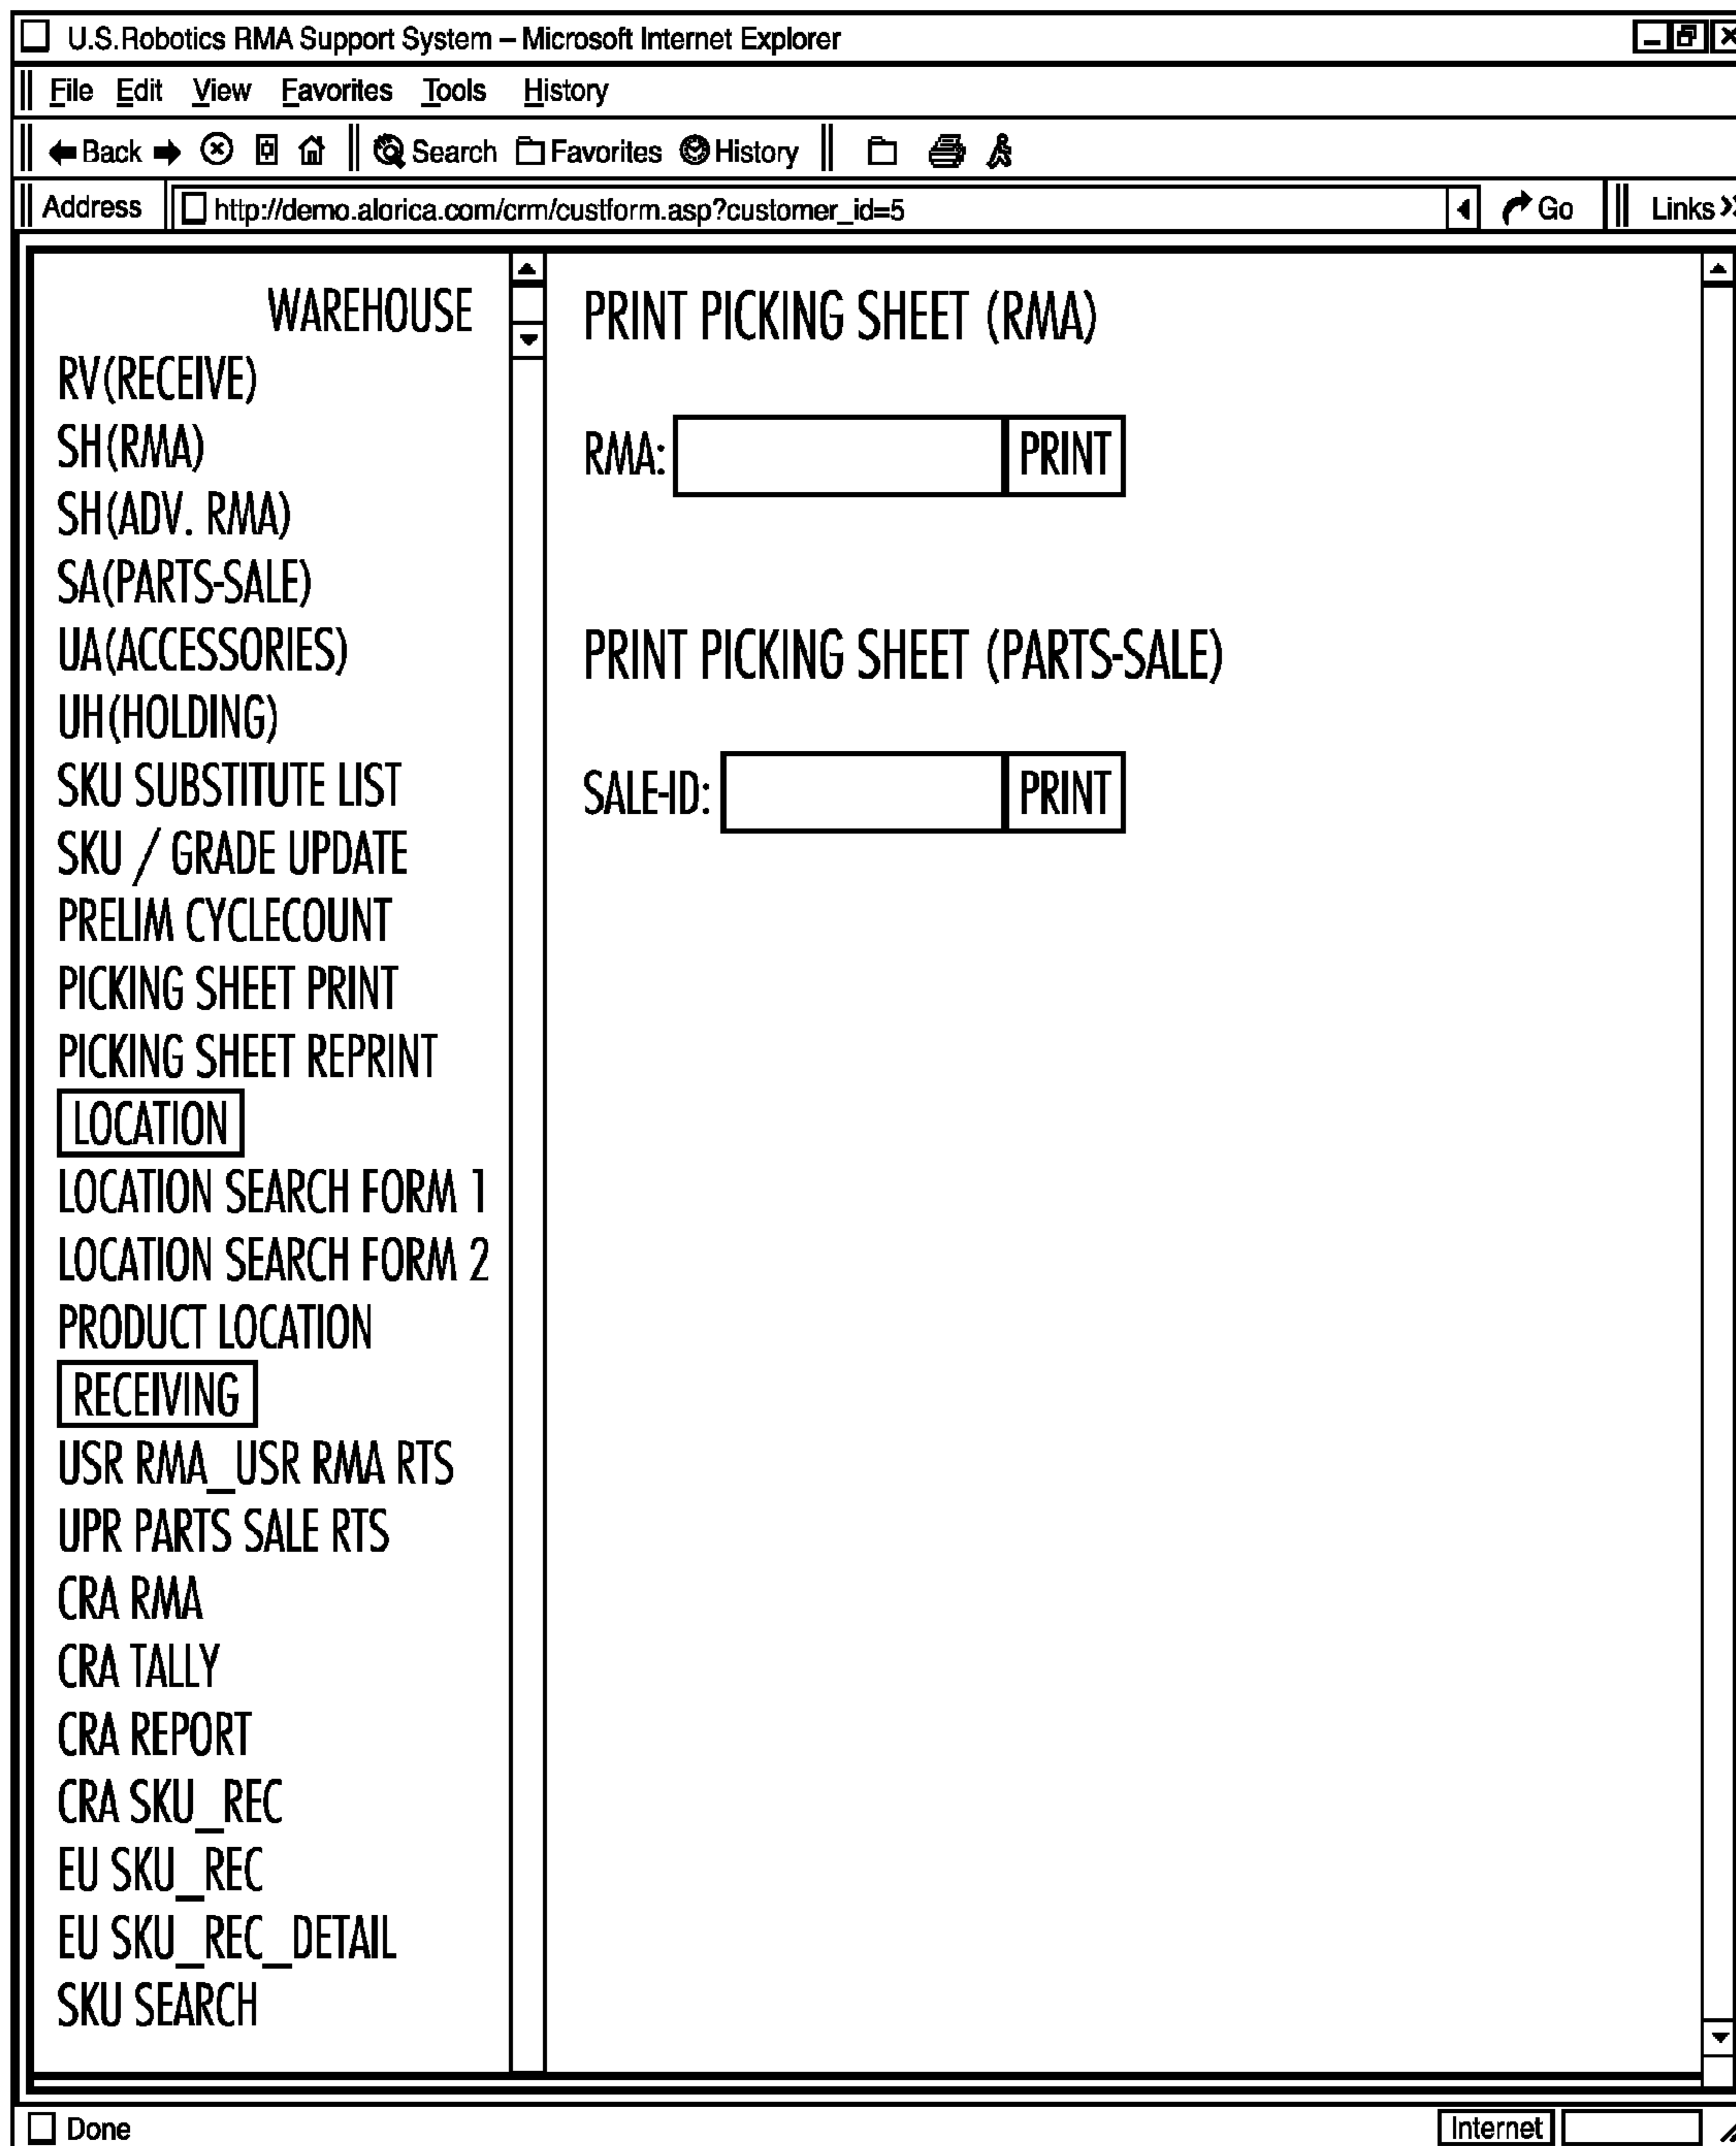 U.S.Robotics RMA Support System – Microsoft Internet Explorer
File Edit View Favorites Tools History
Back Search Favorites History
Address http://demo.alorica.com/crm/custform.asp?customer_id=5 Go Links
WAREHOUSE
RV(RECEIVE)
SH(RMA)
SH(ADV. RMA)
SA(PARTS-SALE)
UA(ACCESSORIES)
UH(HOLDING)
SKU SUBSTITUTE LIST
SKU / GRADE UPDATE
PRELIM CYCLECOUNT
PICKING SHEET PRINT
PICKING SHEET REPRINT
LOCATION
LOCATION SEARCH FORM 1
LOCATION SEARCH FORM 2
PRODUCT LOCATION
RECEIVING
USR RMA_USR RMA RTS
UPR PARTS SALE RTS
CRA RMA
CRA TALLY
CRA REPORT
CRA SKU_REC
EU SKU_REC
EU SKU_REC_DETAIL
SKU SEARCH
PRINT PICKING SHEET (RMA)
RMA: PRINT
PRINT PICKING SHEET (PARTS-SALE)
SALE-ID: PRINT
Done Internet